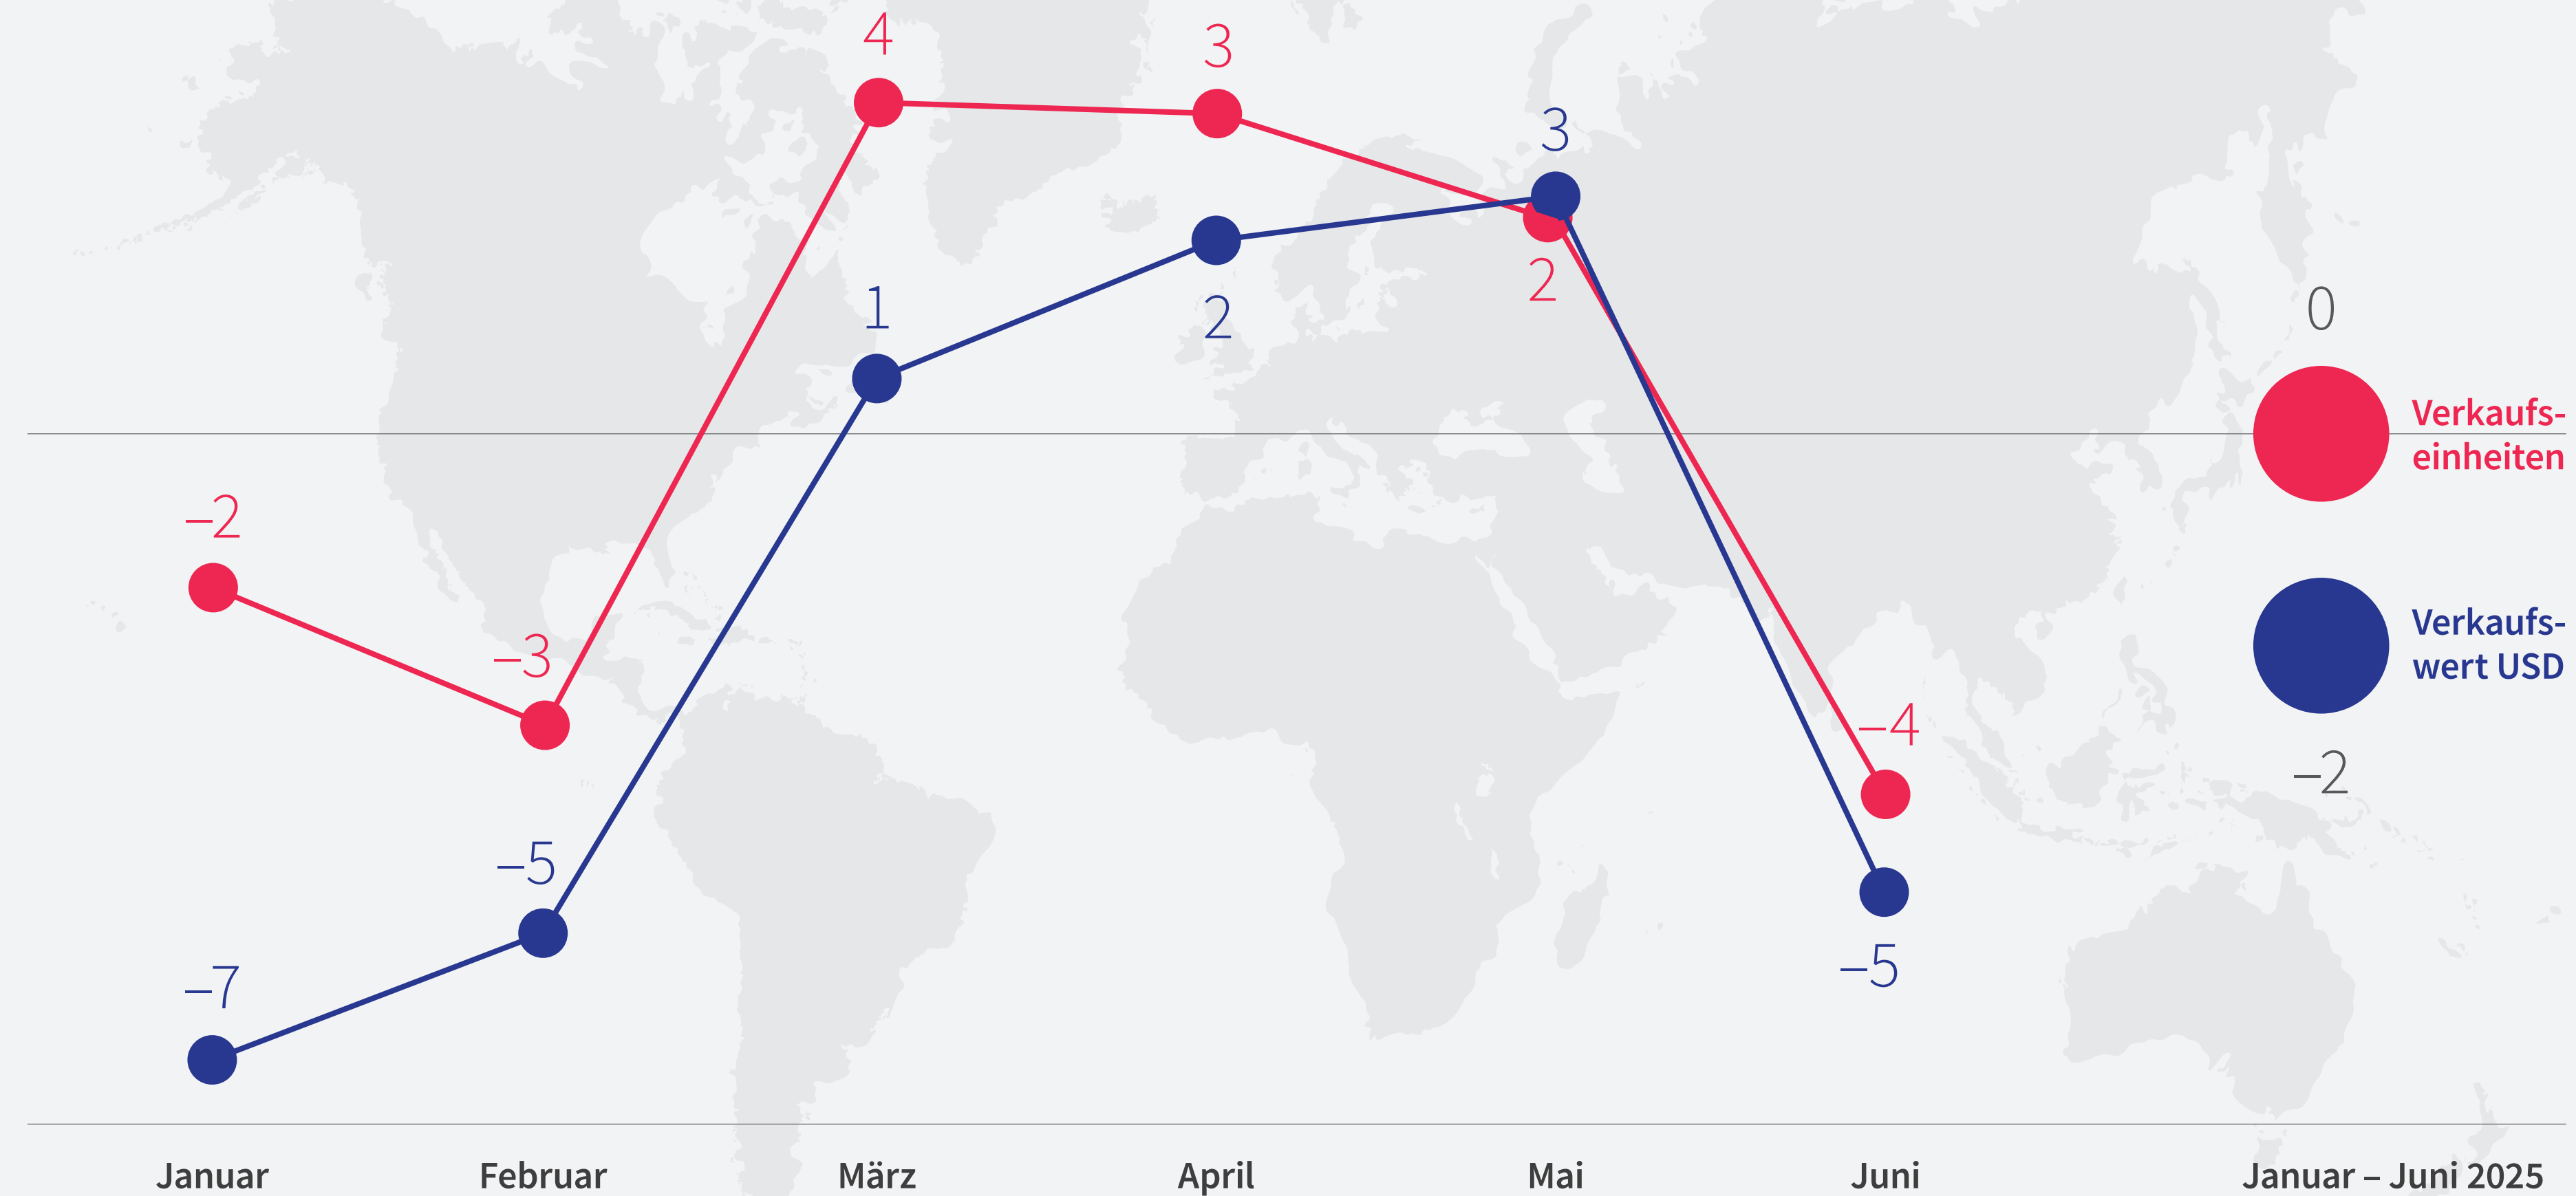 4
3
3
1
2
2
0
Verkaufs-
einheiten
–2
–3
Verkaufs-
wert USD
–4
–2
–5
–7
–5
Januar
Februar
März
April
Mai
Juni
Januar – Juni 2025